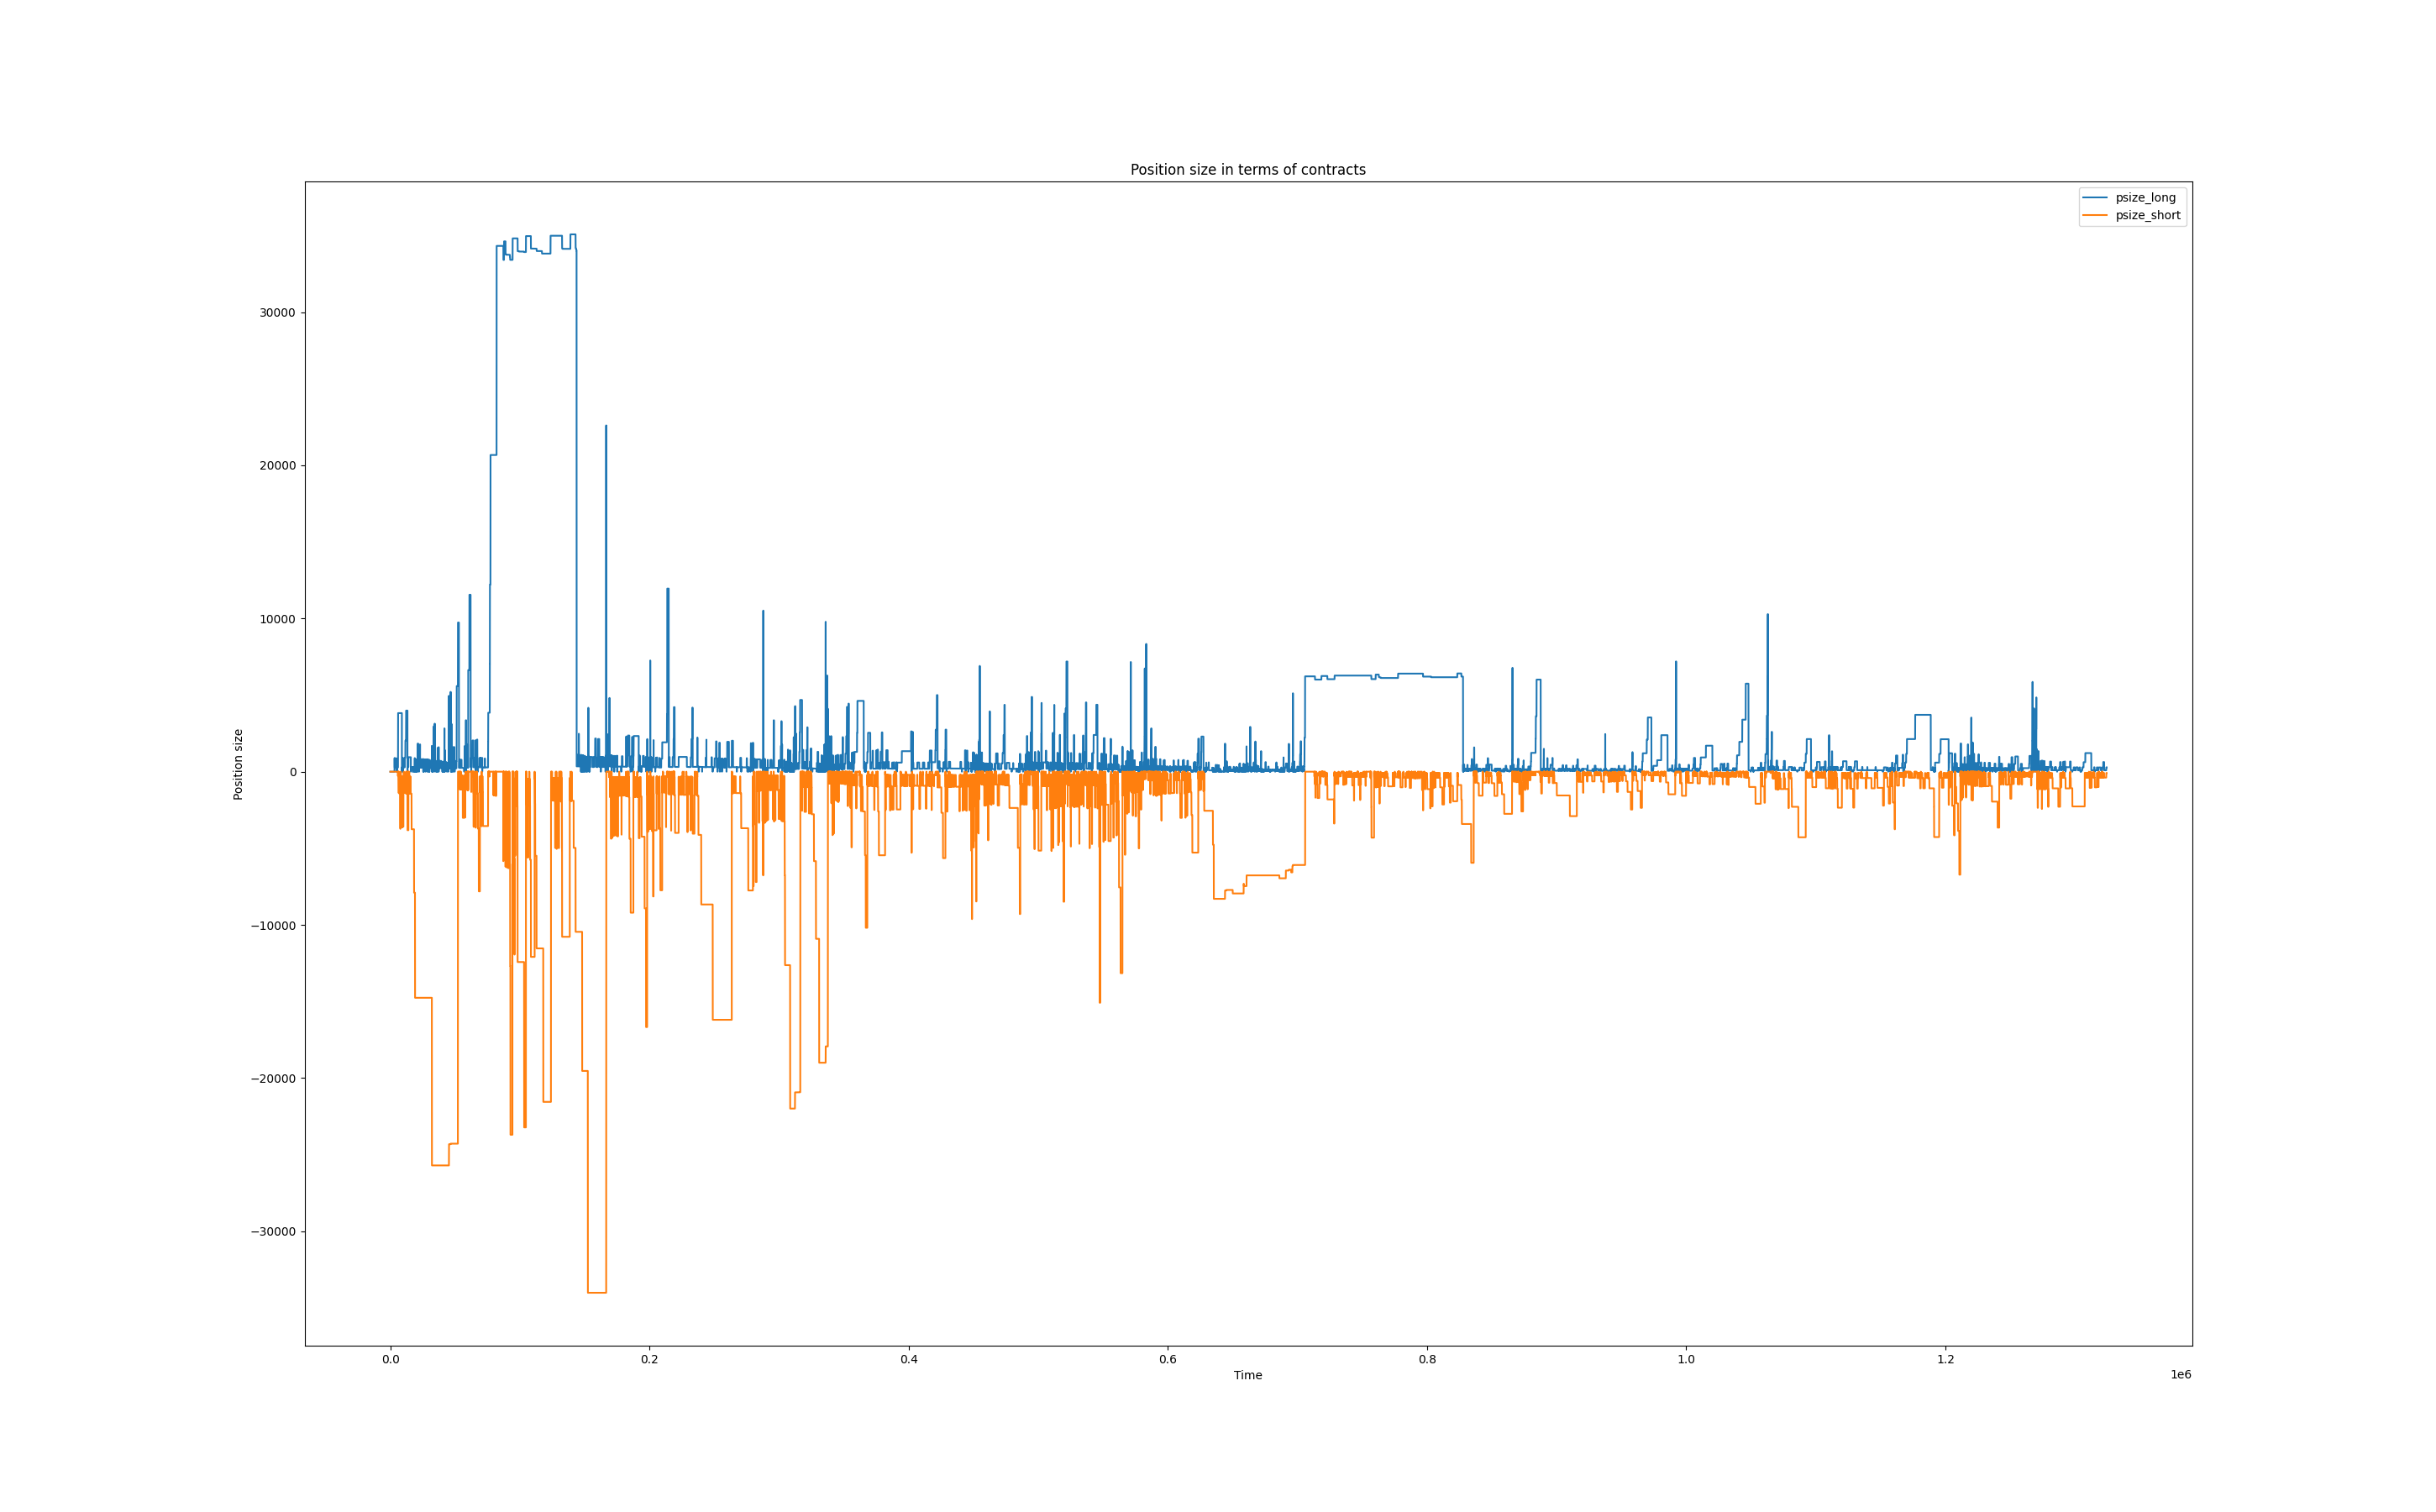 Position size in terms of contracts
psize_long
psize_short
Position size
30000
20000
10000
0
−10000
−20000
−30000
0.0
0.2
0.4
0.6
0.8
1.0
1.2
1e6
Time